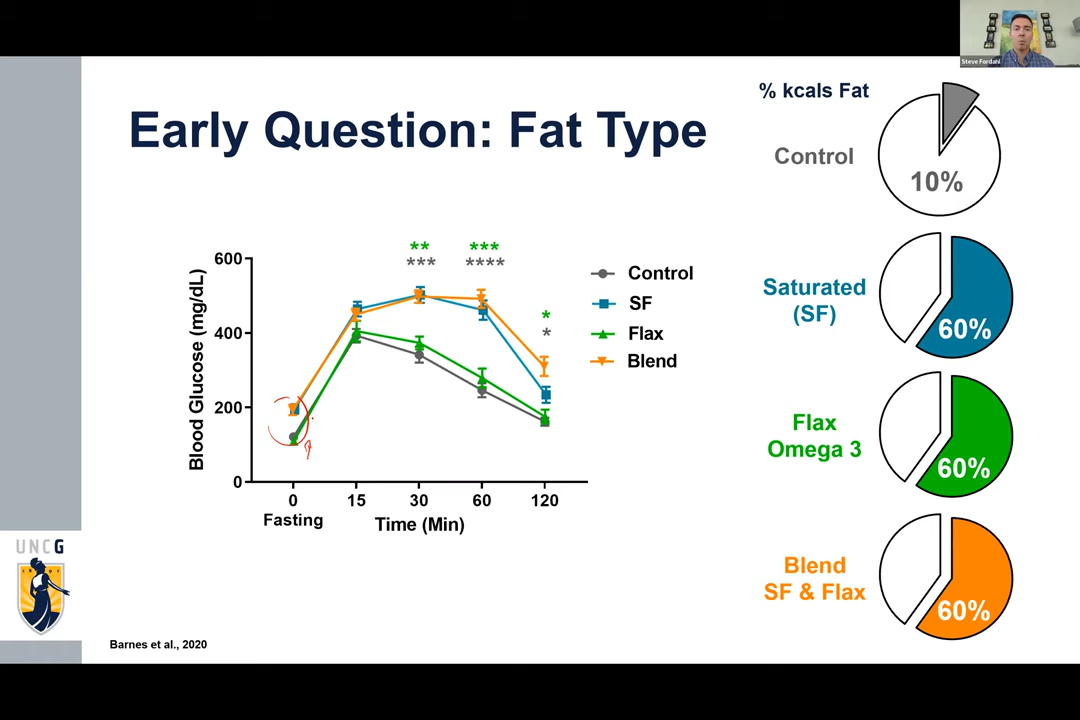 Steve Fordahl
Early Question: Fat Type
% kcals Fat
Control
10%
Saturated
(SF)
60%
Flax
Omega 3
60%
Blend
SF & Flax
60%
** *** *
*** **** *
Blood Glucose (mg/dL)
600
400
200
0
0 15 30 60 120
Fasting
Time (Min)
Control
SF
Flax
Blend
UNCG
Barnes et al., 2020